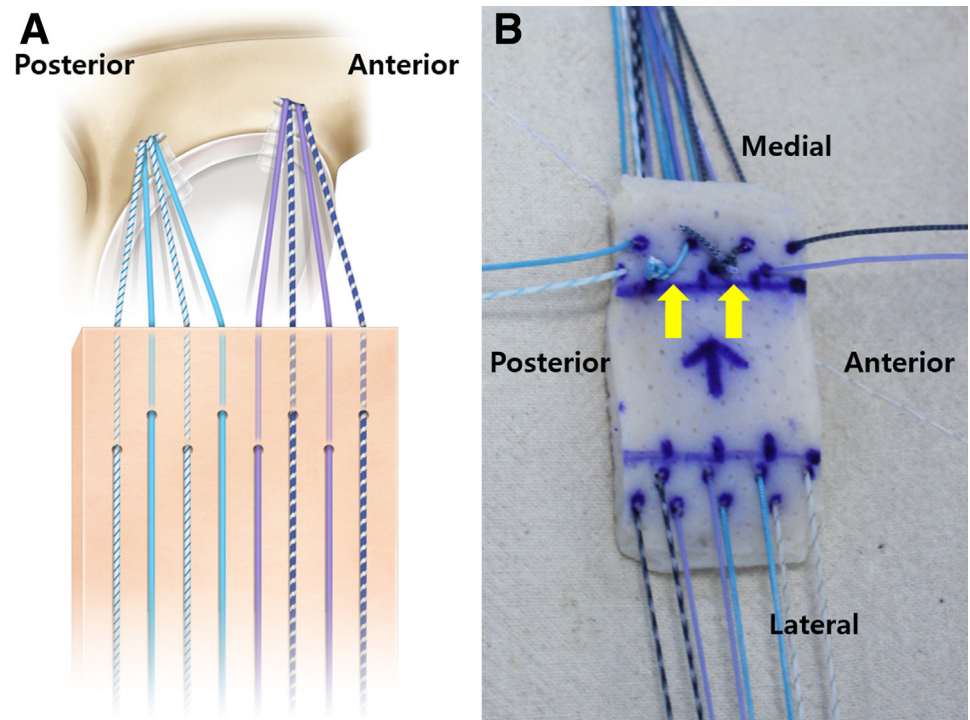 A
Posterior
Anterior
B
Medial
Posterior
Anterior
Lateral